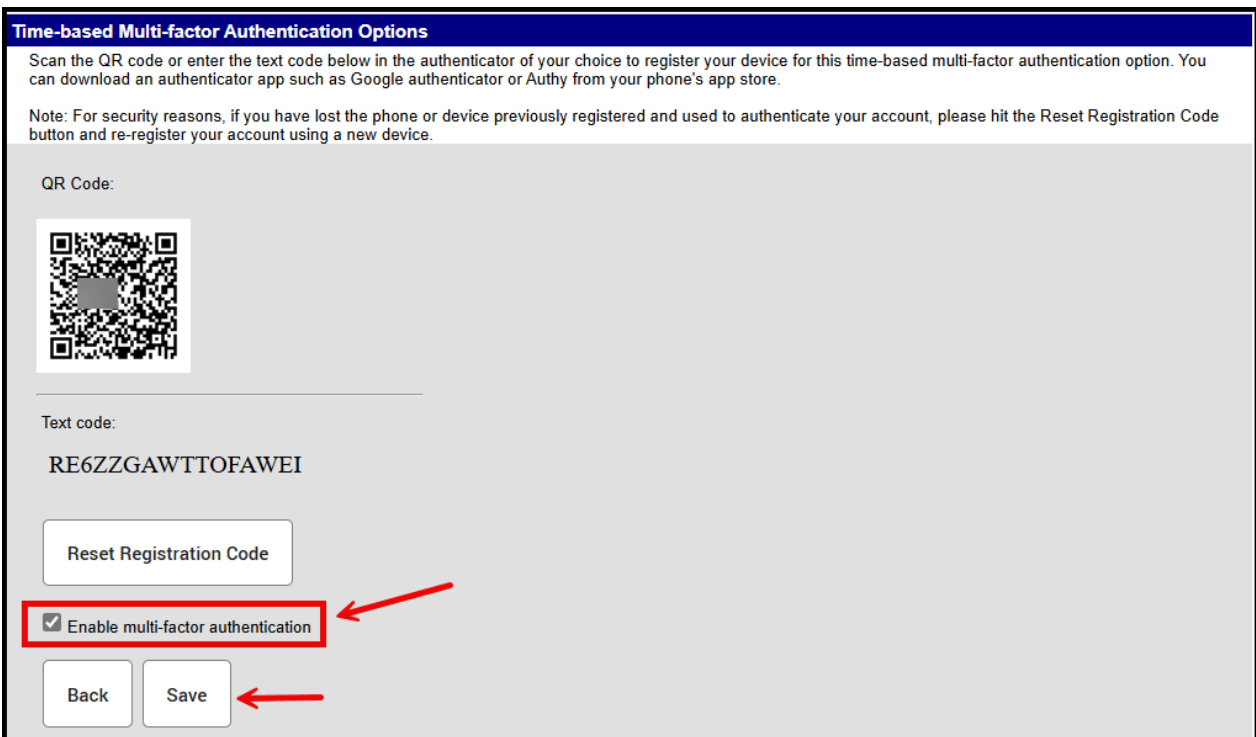 Time-based Multi-factor Authentication Options
Scan the QR code or enter the text code below in the authenticator of your choice to register your device for this time-based multi-factor authentication option. You
can download an authenticator app such as Google authenticator or Authy from your phone's app store.
Note: For security reasons, if you have lost the phone or device previously registered and used to authenticate your account, please hit the Reset Registration Code
button and re-register your account using a new device.
QR Code:
Text code:
RE6ZZGAWTTOFAWEI
Reset Registration Code
Enable multi-factor authentication
Back Save